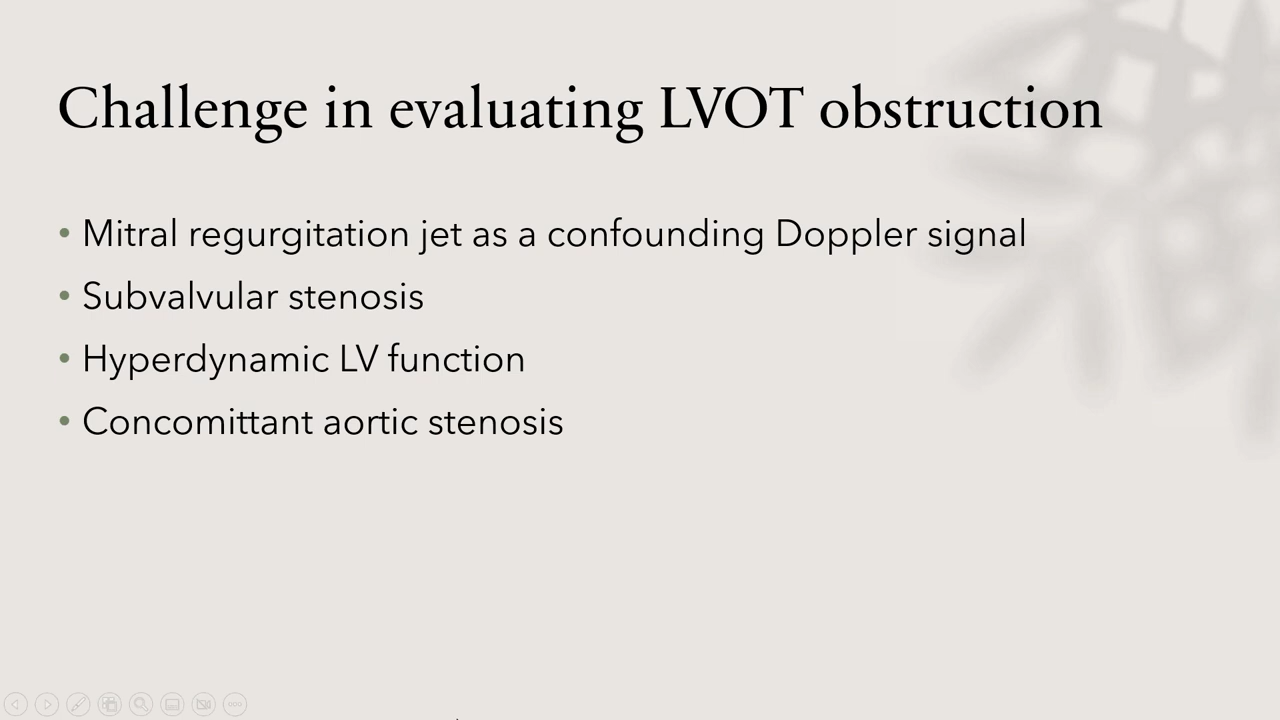 Challenge in evaluating LVOT obstruction
• Mitral regurgitation jet as a confounding Doppler signal
• Subvalvular stenosis
• Hyperdynamic LV function
• Concomittant aortic stenosis